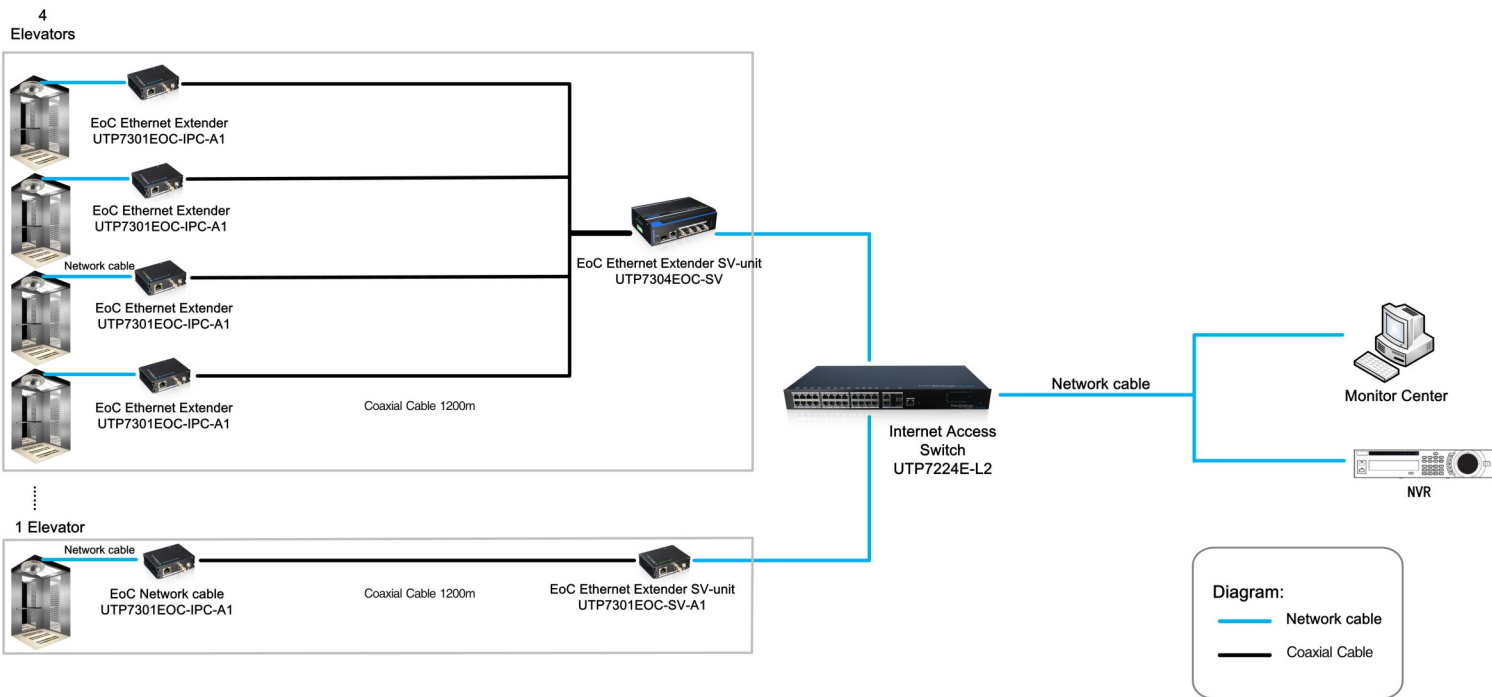 4
Elevators
EoC Ethernet Extender
UTP7301EOC-IPC-A1
EoC Ethernet Extender
UTP7301EOC-IPC-A1
Network cable
EoC Ethernet Extender
UTP7301EOC-IPC-A1
EoC Ethernet Extender
UTP7301EOC-IPC-A1
Coaxial Cable 1200m
EoC Ethernet Extender SV-unit
UTP7304EOC-SV
Internet Access
Switch
UTP7224E-L2
Network cable
Monitor Center
NVR
1 Elevator
Network cable
EoC Network cable
UTP7301EOC-IPC-A1
Coaxial Cable 1200m
EoC Ethernet Extender SV-unit
UTP7301EOC-SV-A1
Diagram:
Network cable
Coaxial Cable